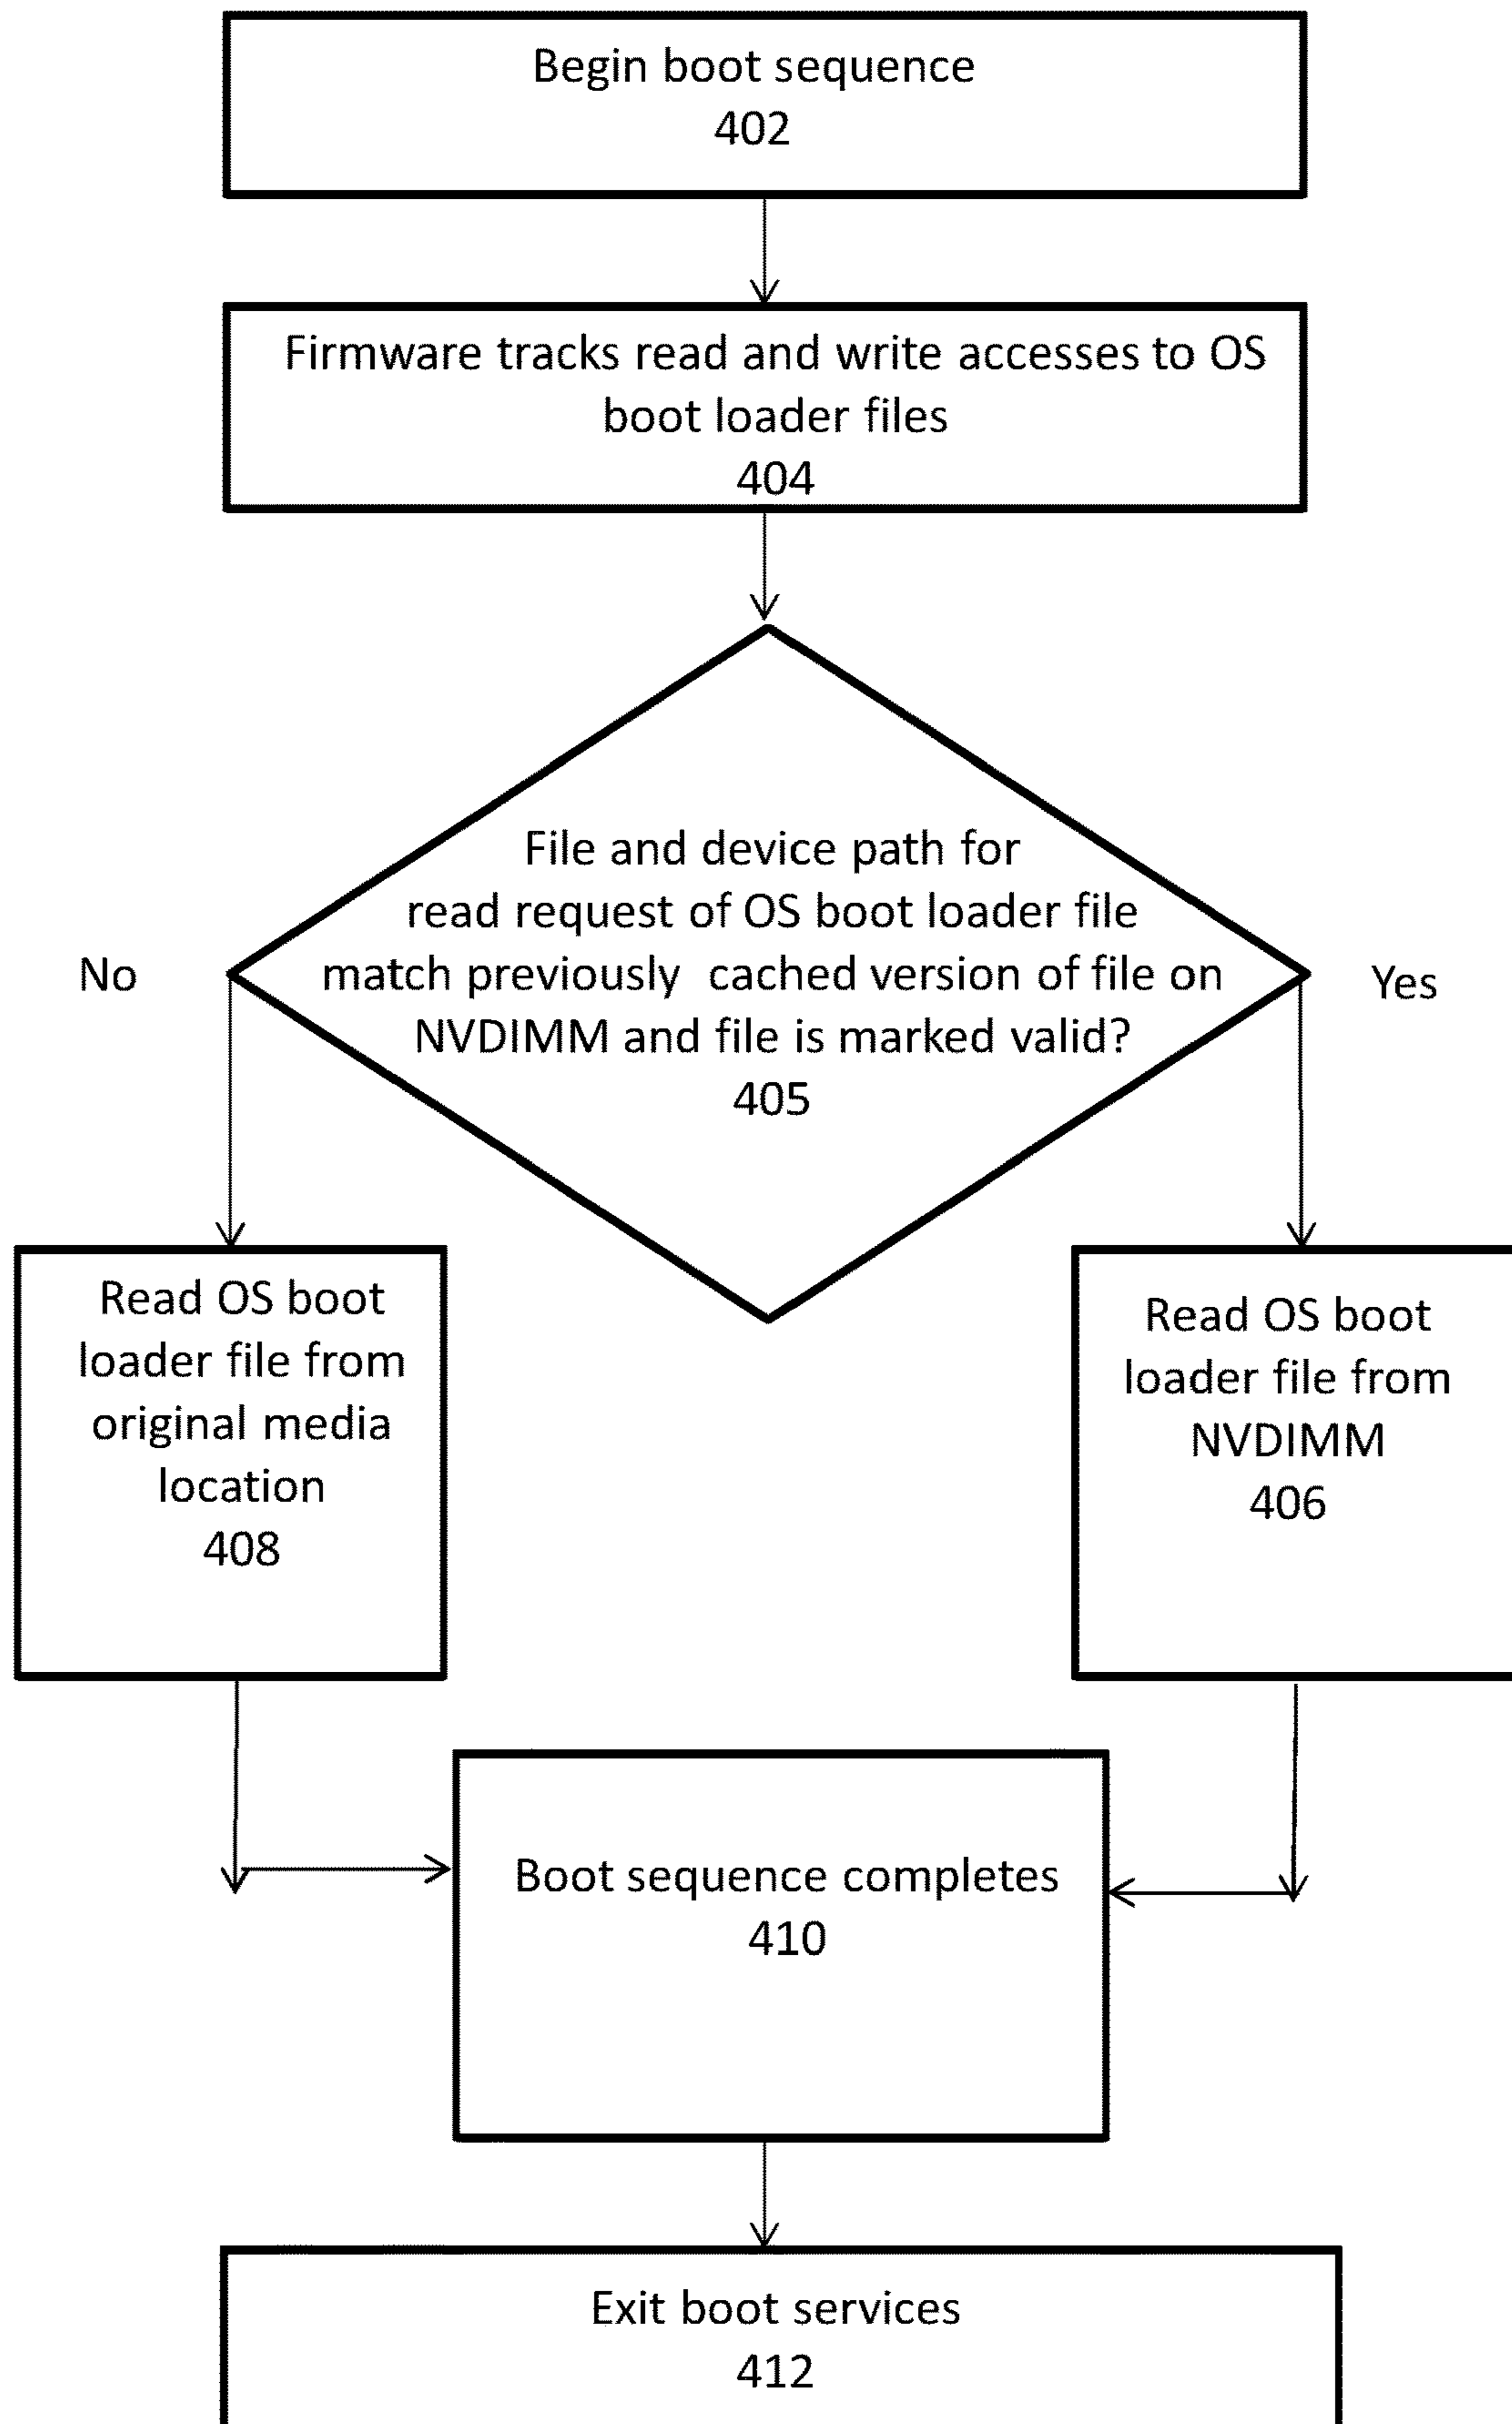 Begin boot sequence
402
Firmware tracks read and write accesses to OS
boot loader files
404
File and device path for
read request of OS boot loader file
match previously cached version of file on
NVDIMM and file is marked valid?
405
No
Yes
Read OS boot
loader file from
original media
location
408
Read OS boot
loader file from
NVDIMM
406
Boot sequence completes
410
Exit boot services
412